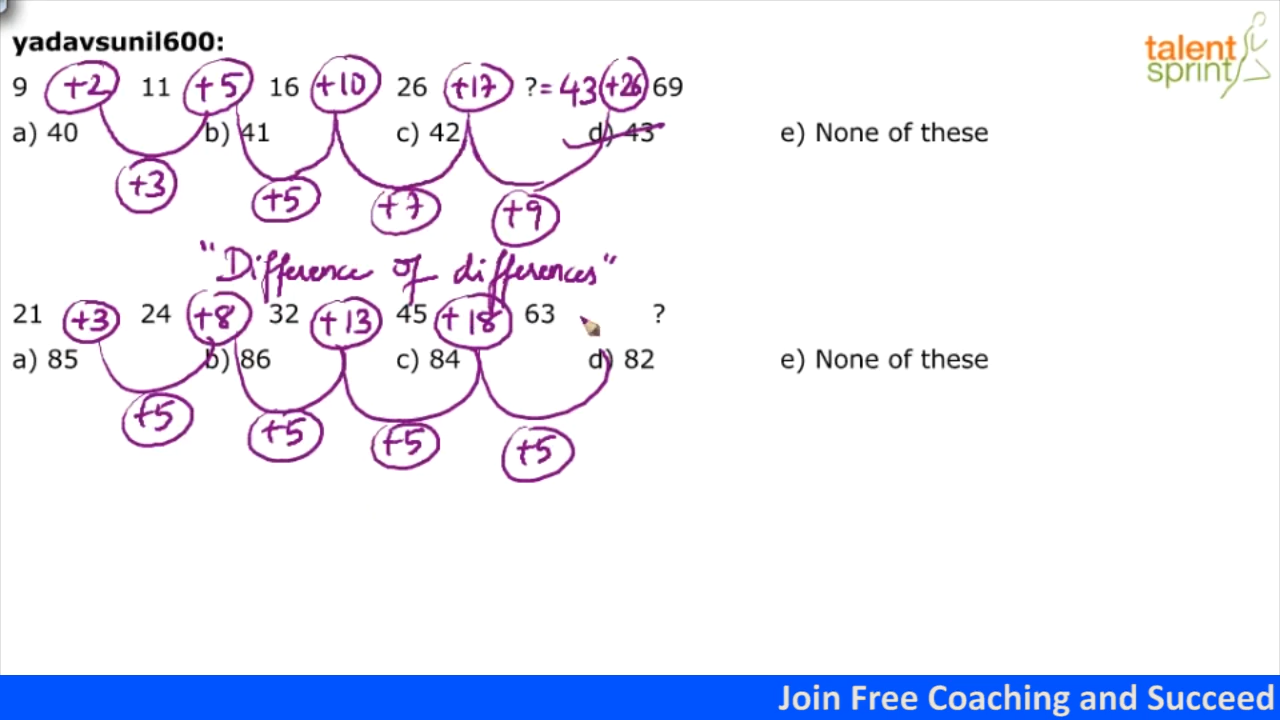 yadavsunil600:
talent
sprint
9 +2 11 +5 16 +10 26 +17 ?=43 +26 69
a) 40 b) 41 c) 42 d) 43 e) None of these
+3 +5 +7 +9
"Difference of differences"
21 +3 24 +8 32 +13 45 +18 63 ?
a) 85 b) 86 c) 84 d) 82 e) None of these
+5 +5 +5 +5
Join Free Coaching and Succeed